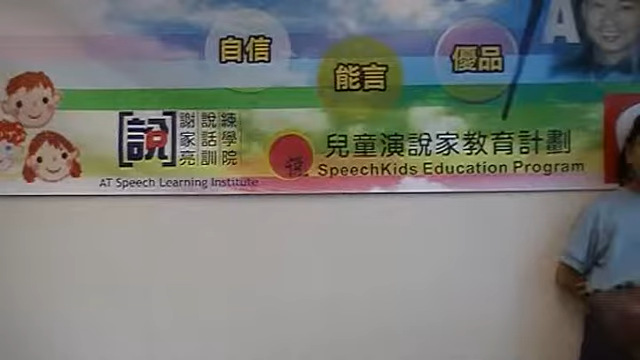 自信
能言
優品
A
[說]
謝說練
家話學
亮訓院
AT Speech Learning Institute
兒童演說家教育計劃
SpeechKids Education Program